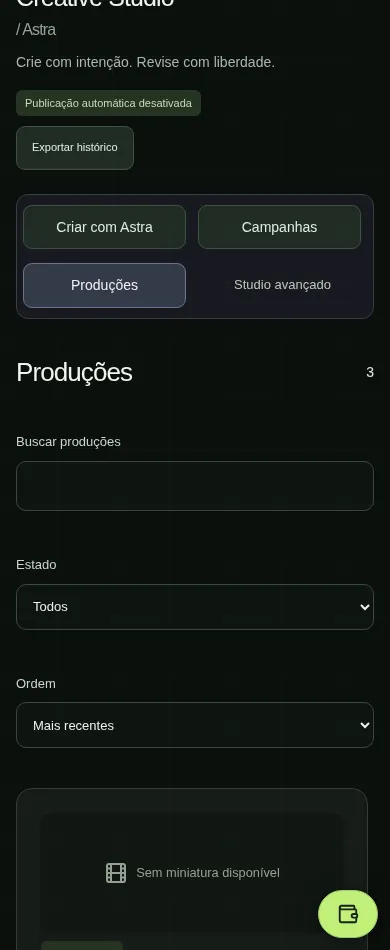 Creative Studio
/ Astra
Crie com intenção. Revise com liberdade.
Publicação automática desativada
Exportar histórico
Criar com Astra
Campanhas
Produções
Studio avançado
Produções
3
Buscar produções
Estado
Todos
Ordem
Mais recentes
Sem miniatura disponível